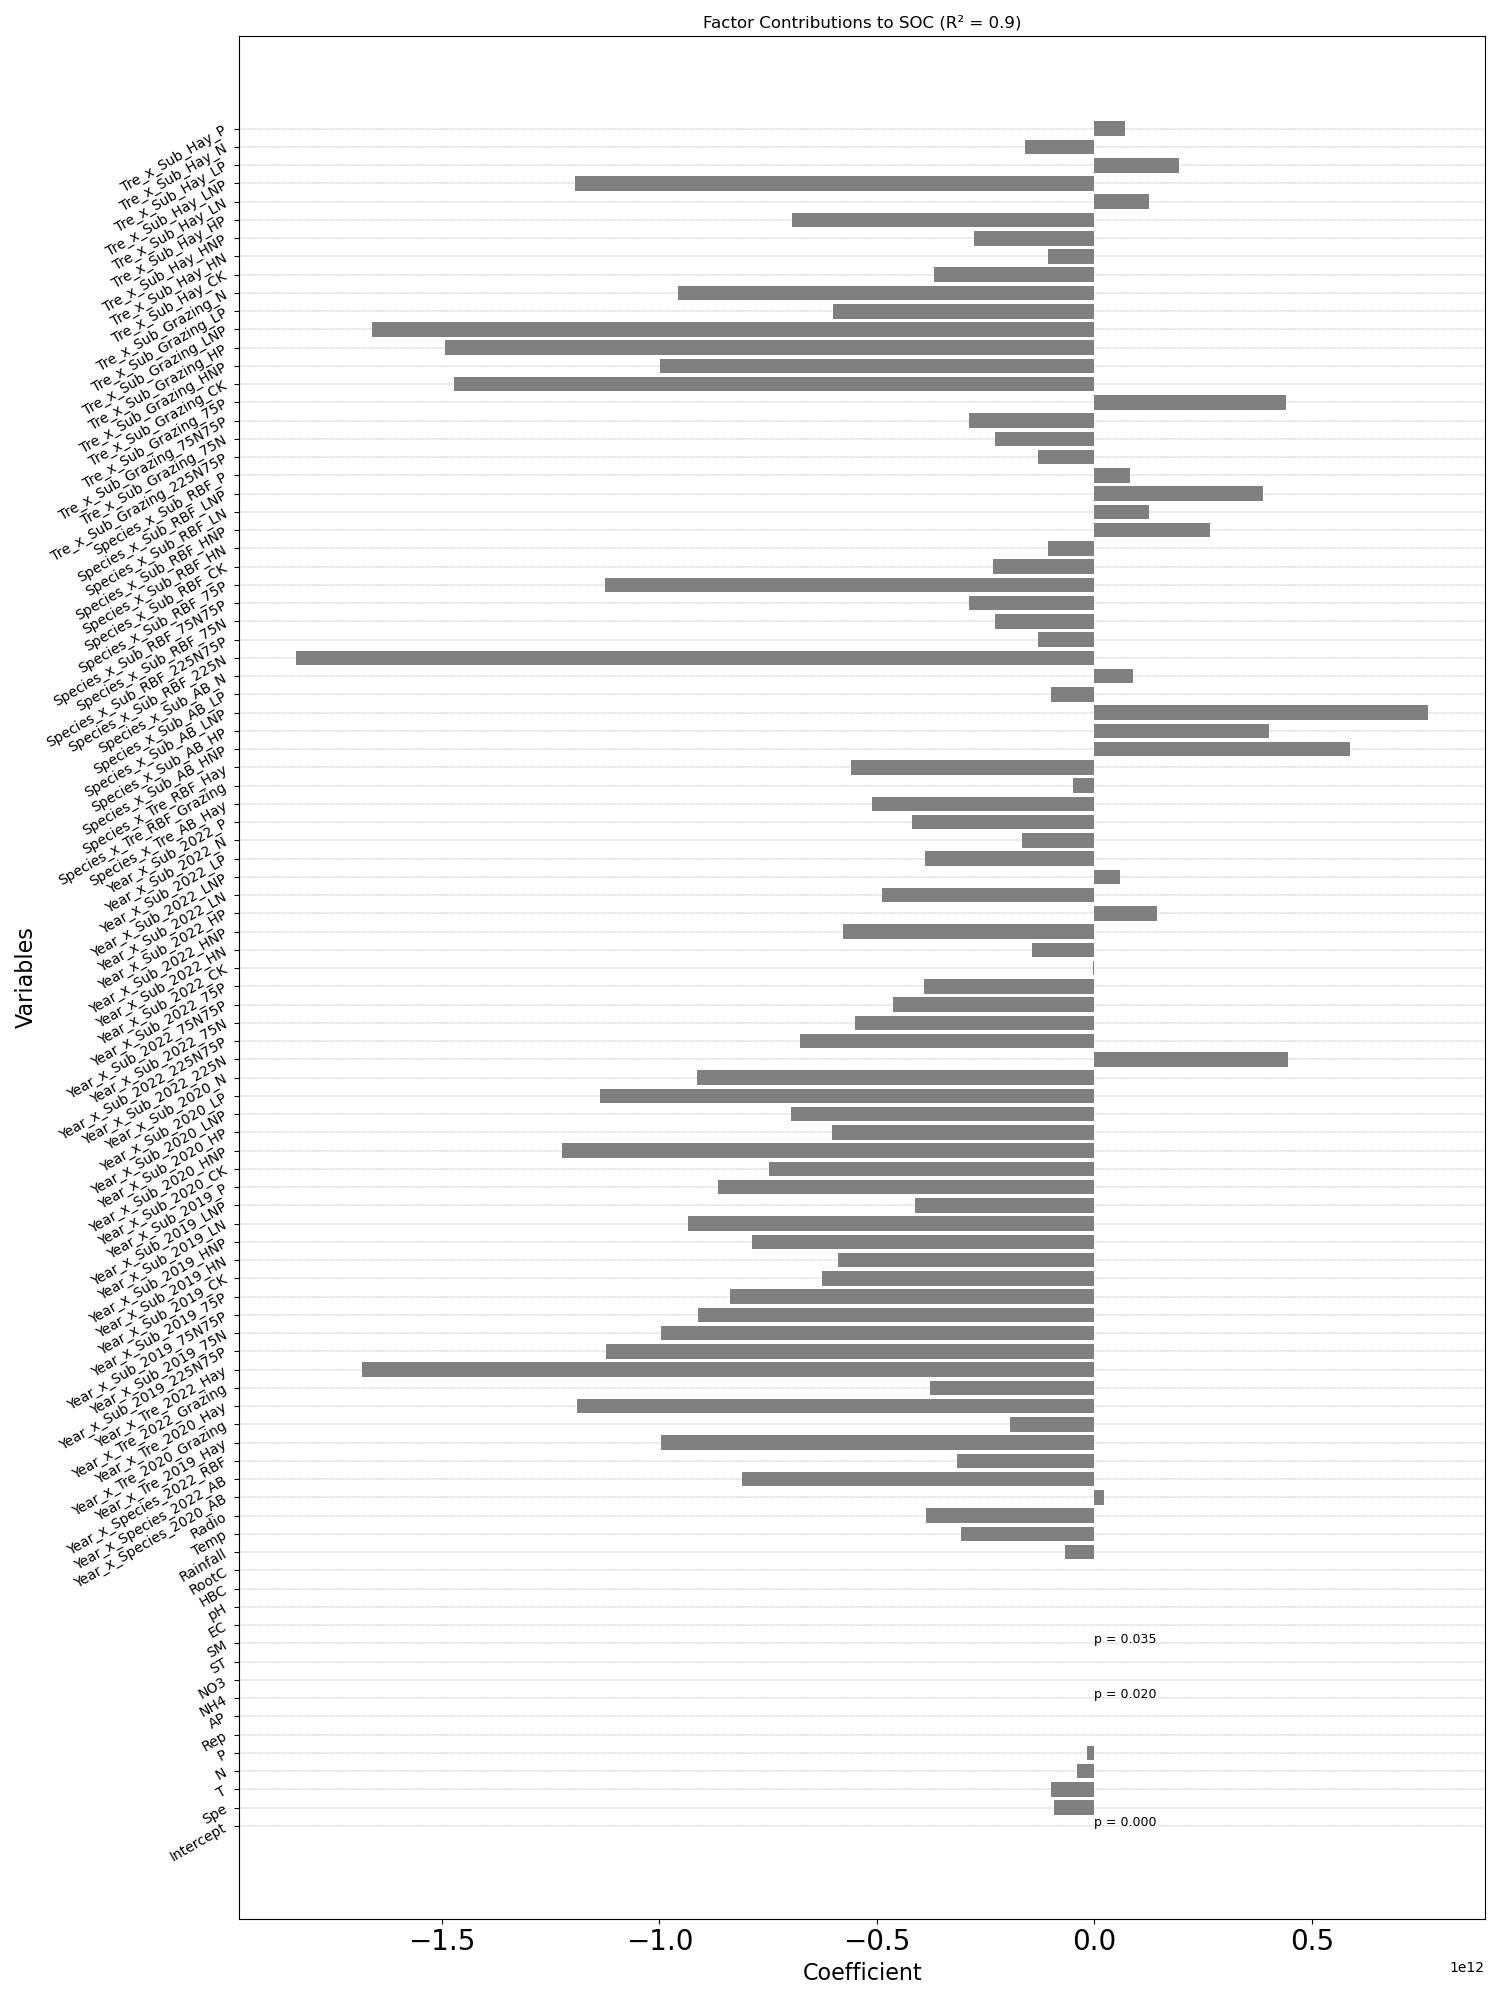 Factor Contributions to SOC (R² = 0.9)
Tre_x_Sub_Hay_P
Tre_x_Sub_Hay_N
Tre_x_Sub_Hay_LP
Tre_x_Sub_Hay_LNP
Tre_x_Sub_Hay_LN
Tre_x_Sub_Hay_HP
Tre_x_Sub_Hay_HNP
Tre_x_Sub_Hay_HN
Tre_x_Sub_Hay_CK
Tre_x_Sub_Grazing_N
Tre_x_Sub_Grazing_LP
Tre_x_Sub_Grazing_LNP
Tre_x_Sub_Grazing_HP
Tre_x_Sub_Grazing_HNP
Tre_x_Sub_Grazing_CK
Tre_x_Sub_Grazing_75P
Tre_x_Sub_Grazing_75N75P
Tre_x_Sub_Grazing_75N
Tre_x_Sub_Grazing_225N75P
Species_x_Sub_RBF_P
Species_x_Sub_RBF_LNP
Species_x_Sub_RBF_LN
Species_x_Sub_RBF_HNP
Species_x_Sub_RBF_HN
Species_x_Sub_RBF_CK
Species_x_Sub_RBF_75P
Species_x_Sub_RBF_75N75P
Species_x_Sub_RBF_75N
Species_x_Sub_RBF_225N75P
Species_x_Sub_RBF_225N
Species_x_Sub_AB_N
Species_x_Sub_AB_LP
Species_x_Sub_AB_LNP
Species_x_Sub_AB_HP
Species_x_Sub_AB_HNP
Species_x_Tre_RBF_Hay
Species_x_Tre_RBF_Grazing
Species_x_Tre_AB_Hay
Year_x_Sub_2022_P
Year_x_Sub_2022_N
Year_x_Sub_2022_LP
Year_x_Sub_2022_LNP
Year_x_Sub_2022_LN
Year_x_Sub_2022_HP
Year_x_Sub_2022_HNP
Year_x_Sub_2022_HN
Year_x_Sub_2022_CK
Year_x_Sub_2022_75P
Year_x_Sub_2022_75N75P
Year_x_Sub_2022_75N
Year_x_Sub_2022_225N75P
Year_x_Sub_2022_225N
Year_x_Sub_2020_N
Year_x_Sub_2020_LP
Year_x_Sub_2020_LNP
Year_x_Sub_2020_HP
Year_x_Sub_2020_HNP
Year_x_Sub_2020_CK
Year_x_Sub_2019_P
Year_x_Sub_2019_LNP
Year_x_Sub_2019_LN
Year_x_Sub_2019_HNP
Year_x_Sub_2019_HN
Year_x_Sub_2019_CK
Year_x_Sub_2019_75P
Year_x_Sub_2019_75N75P
Year_x_Sub_2019_75N
Year_x_Sub_2019_225N75P
Year_x_Tre_2022_Hay
Year_x_Tre_2022_Grazing
Year_x_Tre_2020_Hay
Year_x_Tre_2020_Grazing
Year_x_Tre_2019_Hay
Year_x_Species_2022_RBF
Year_x_Species_2022_AB
Year_x_Species_2020_AB
Radio
Temp
Rainfall
RootC
HBC
pH
EC
SM
p = 0.035
ST
NO3
NH4
p = 0.020
AP
Rep
P
N
T
Spe
Intercept
p = 0.000
Variables
−1.5
−1.0
−0.5
0.0
0.5
1e12
Coefficient